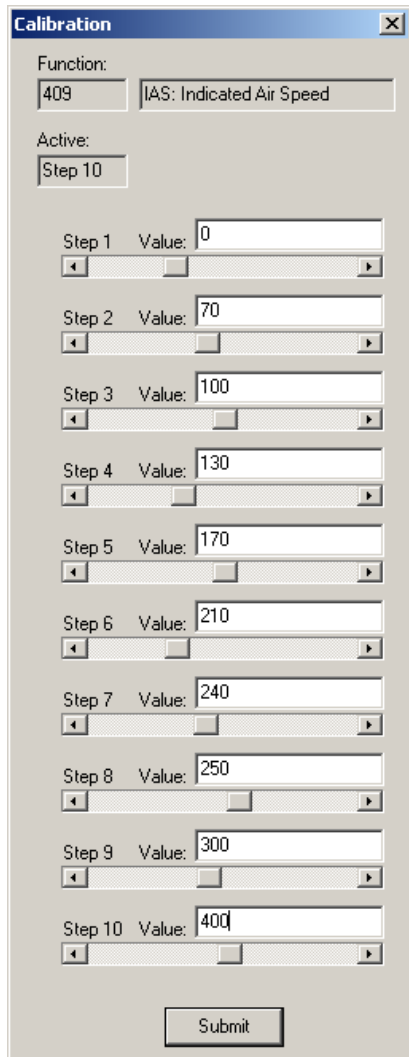 Calibration
Function:
409 IAS: Indicated Air Speed
Active:
Step 10
Step 1 Value: 0
Step 2 Value: 70
Step 3 Value: 100
Step 4 Value: 130
Step 5 Value: 170
Step 6 Value: 210
Step 7 Value: 240
Step 8 Value: 250
Step 9 Value: 300
Step 10 Value: 400
Submit